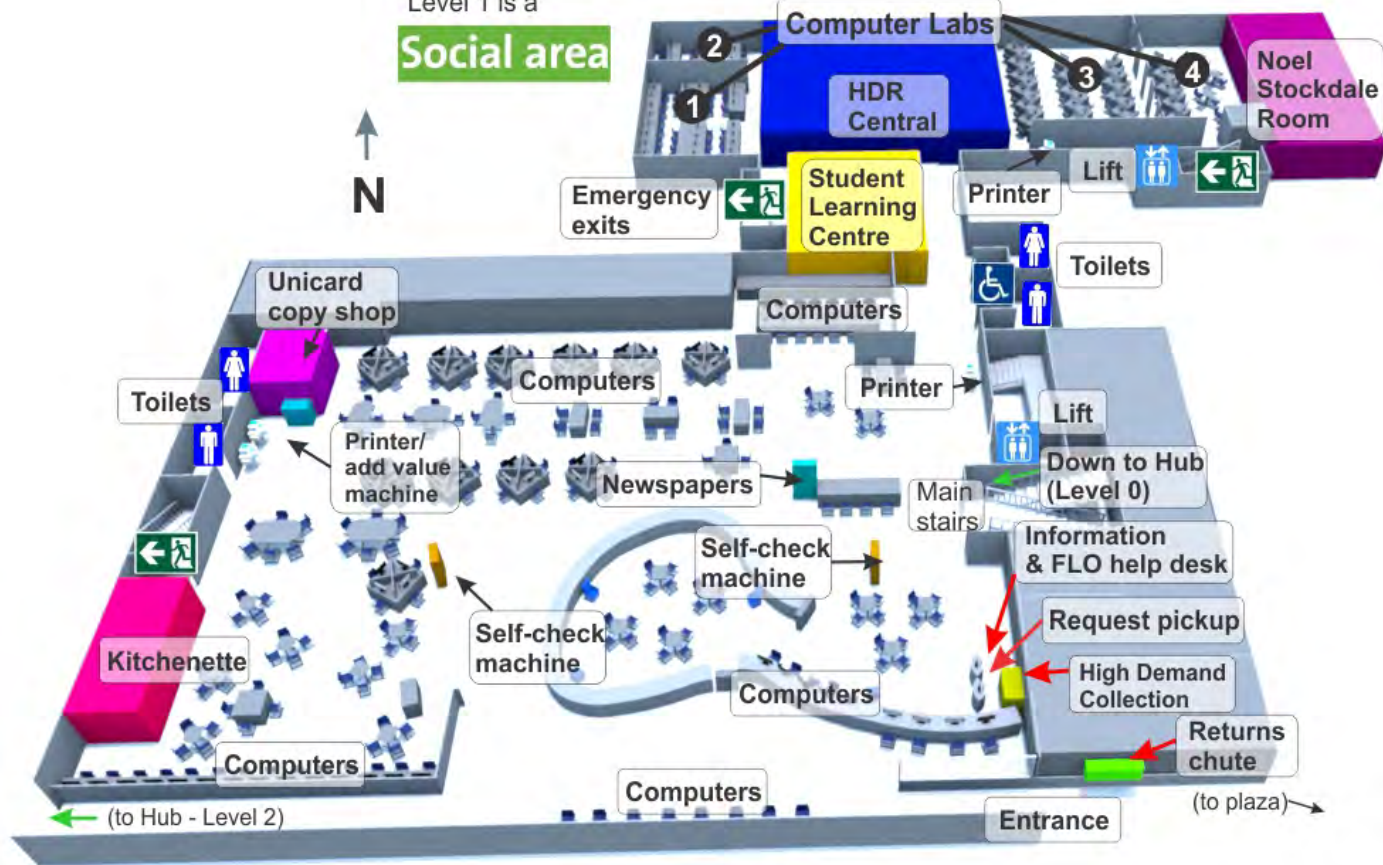 Level 1 is a
Social area
N
Computer Labs
1
2
3
4
HDR
Central
Noel
Stockdale
Room
Emergency
exits
Student
Learning
Centre
Printer
Lift
Toilets
Unicard
copy shop
Computers
Computers
Printer
Toilets
Lift
Printer/
add value
machine
Newspapers
Main
stairs
Down to Hub
(Level 0)
Information
& FLO help desk
Self-check
machine
Self-check
machine
Request pickup
Kitchenette
High Demand
Collection
Computers
Returns
chute
Computers
Computers
(to plaza)
(to Hub - Level 2)
Entrance